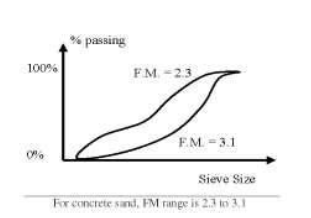 % passing
100%
F.M. = 2.3
F.M. = 3.1
0%
Sieve Size
For concrete sand, FM range is 2.3 to 3.1